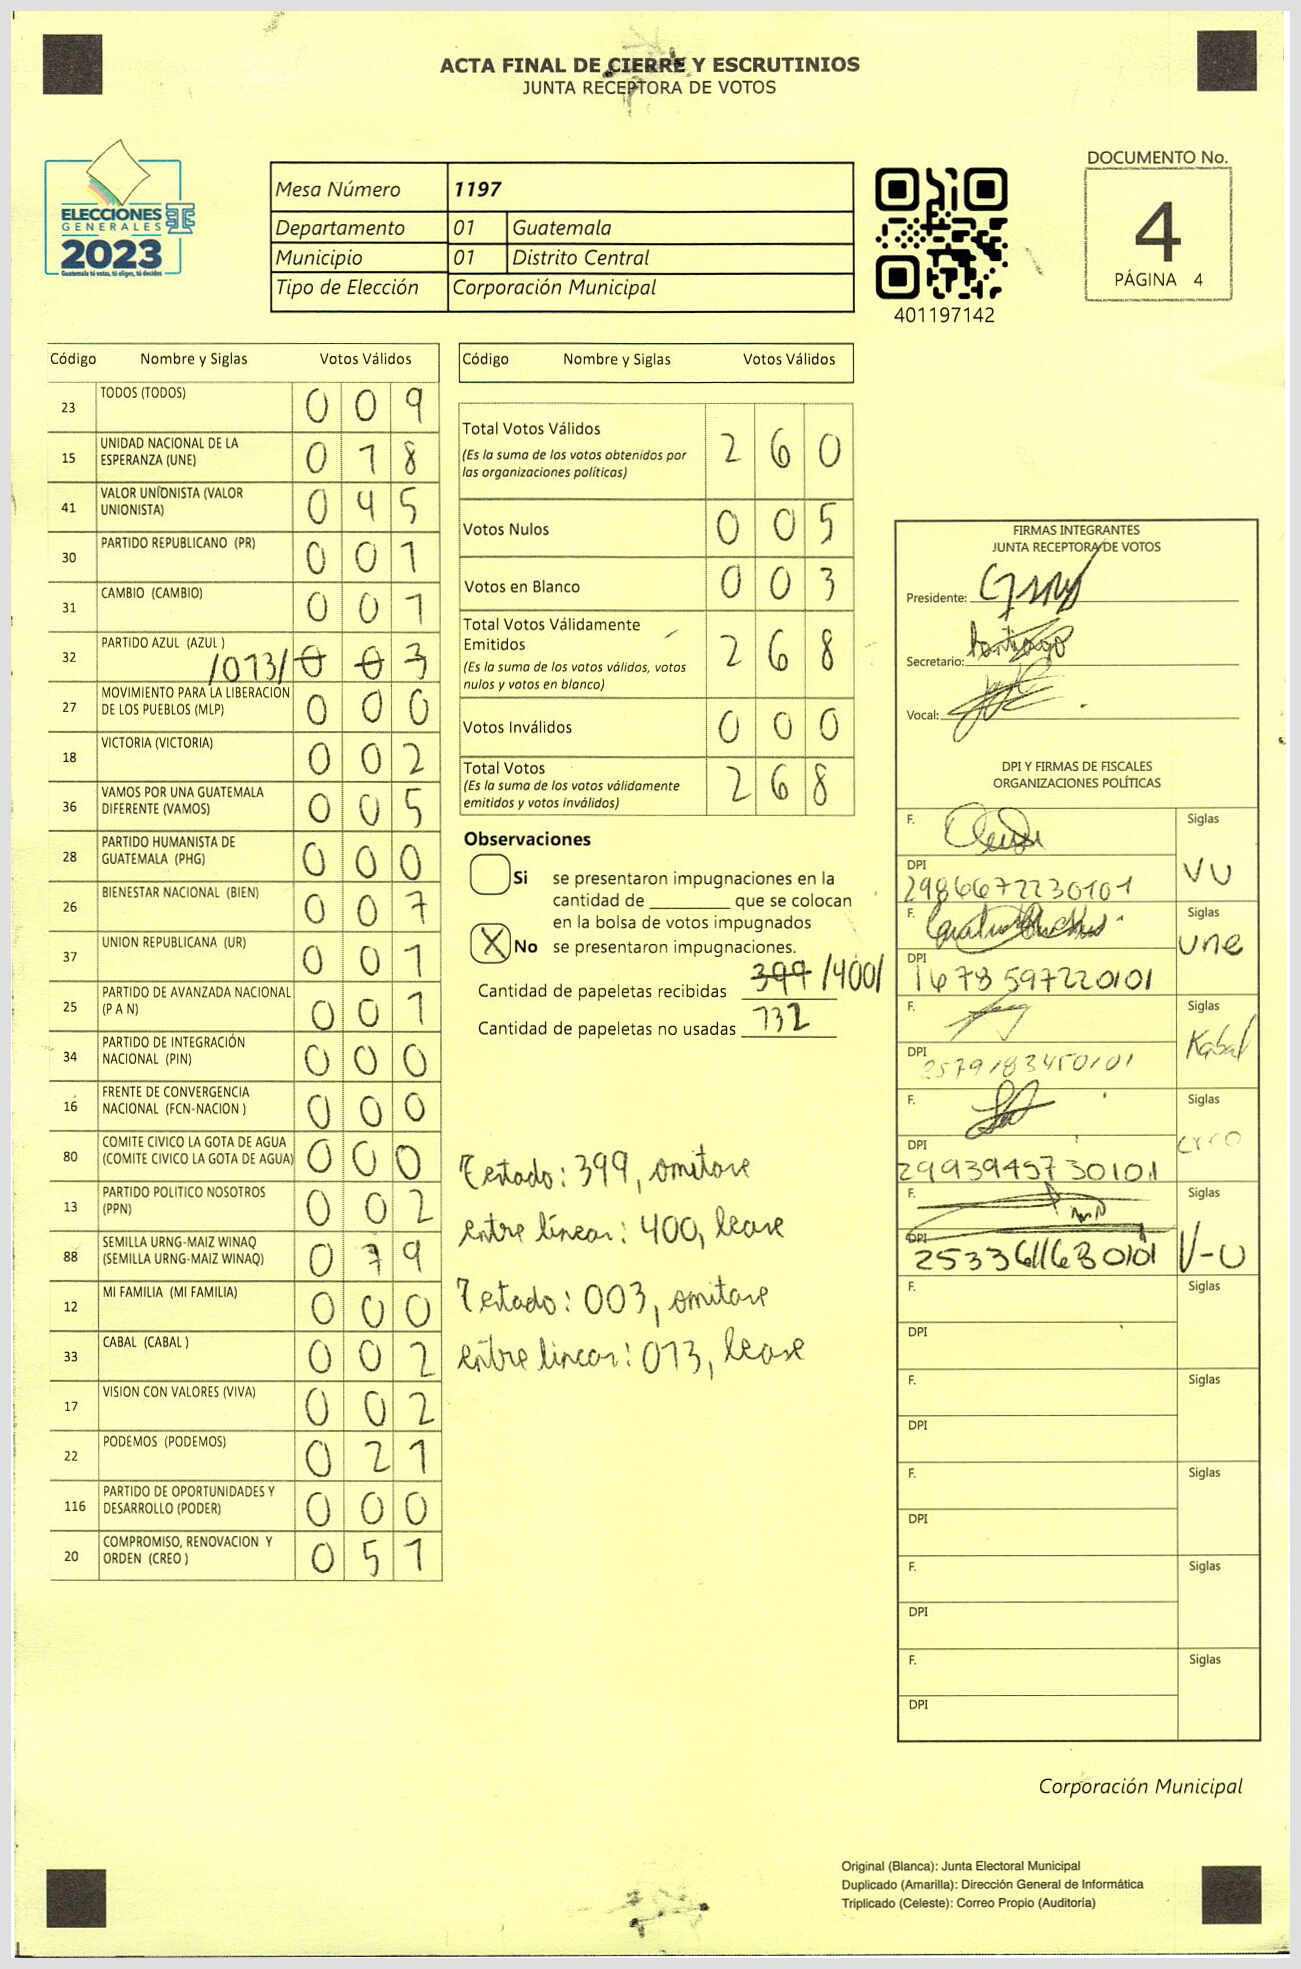 ACTA FINAL DE CIERRE Y ESCRUTINIOS
JUNTA RECEPTORA DE VOTOS
ELECCIONES
GENERALES
2023
Guatemala tú votas, tú eliges, tú decides
Mesa Número 1197
Departamento 01 Guatemala
Municipio 01 Distrito Central
Tipo de Elección Corporación Municipal
401197142
DOCUMENTO No.
4
PÁGINA 4
Código Nombre y Siglas Votos Válidos
23 TODOS (TODOS) 0 0 9
15 UNIDAD NACIONAL DE LA ESPERANZA (UNE) 0 1 8
41 VALOR UNIONISTA (VALOR UNIONISTA) 0 4 5
30 PARTIDO REPUBLICANO (PR) 0 0 1
31 CAMBIO (CAMBIO) 0 0 1
32 PARTIDO AZUL (AZUL ) /013/ 0 0 3
27 MOVIMIENTO PARA LA LIBERACION DE LOS PUEBLOS (MLP) 0 0 0
18 VICTORIA (VICTORIA) 0 0 2
36 VAMOS POR UNA GUATEMALA DIFERENTE (VAMOS) 0 0 5
28 PARTIDO HUMANISTA DE GUATEMALA (PHG) 0 0 0
26 BIENESTAR NACIONAL (BIEN) 0 0 7
37 UNION REPUBLICANA (UR) 0 0 1
25 PARTIDO DE AVANZADA NACIONAL (P A N) 0 0 1
34 PARTIDO DE INTEGRACIÓN NACIONAL (PIN) 0 0 0
16 FRENTE DE CONVERGENCIA NACIONAL (FCN-NACION ) 0 0 0
80 COMITE CIVICO LA GOTA DE AGUA (COMITE CIVICO LA GOTA DE AGUA) 0 0 0
13 PARTIDO POLITICO NOSOTROS (PPN) 0 0 2
88 SEMILLA URNG-MAIZ WINAQ (SEMILLA URNG-MAIZ WINAQ) 0 79
12 MI FAMILIA (MI FAMILIA) 0 0 0
33 CABAL (CABAL ) 0 0 2
17 VISION CON VALORES (VIVA) 0 0 2
22 PODEMOS (PODEMOS) 0 2 1
116 PARTIDO DE OPORTUNIDADES Y DESARROLLO (PODER) 0 0 0
20 COMPROMISO, RENOVACION Y ORDEN (CREO ) 0 5 1
Código Nombre y Siglas Votos Válidos
Total Votos Válidos 2 6 0
(Es la suma de los votos obtenidos por
las organizaciones políticas)
Votos Nulos 0 0 5
Votos en Blanco 0 0 3
Total Votos Válidamente
Emitidos 2 6 8
(Es la suma de los votos válidos, votos
nulos y votos en blanco)
Votos Inválidos 0 0 0
Total Votos 2 6 8
(Es la suma de los votos válidamente
emitidos y votos inválidos)
Observaciones
Si se presentaron impugnaciones en la
cantidad de ________ que se colocan
en la bolsa de votos impugnados
X No se presentaron impugnaciones.
Cantidad de papeletas recibidas 399 /400/
Cantidad de papeletas no usadas 132
Testado: 399, omitase
entre líneas: 400, lease
Testado: 003, omitase
entre líneas: 013, lease
FIRMAS INTEGRANTES
JUNTA RECEPTORA DE VOTOS
Presidente:
Secretario: Santiago
Vocal:
DPI Y FIRMAS DE FISCALES
ORGANIZACIONES POLÍTICAS
F. Siglas
DPI 2986672230101 VU
F. Siglas
DPI 1678597220101 une
F. Siglas
DPI 2579183450101 Kabal
F. Siglas
DPI 2993945730101 creo
F. Siglas
DPI 2533611680101 V-U
F. Siglas
DPI
F. Siglas
DPI
F. Siglas
DPI
F. Siglas
DPI
F. Siglas
DPI
Corporación Municipal
Original (Blanca): Junta Electoral Municipal
Duplicado (Amarilla): Dirección General de Informática
Triplicado (Celeste): Correo Propio (Auditoría)